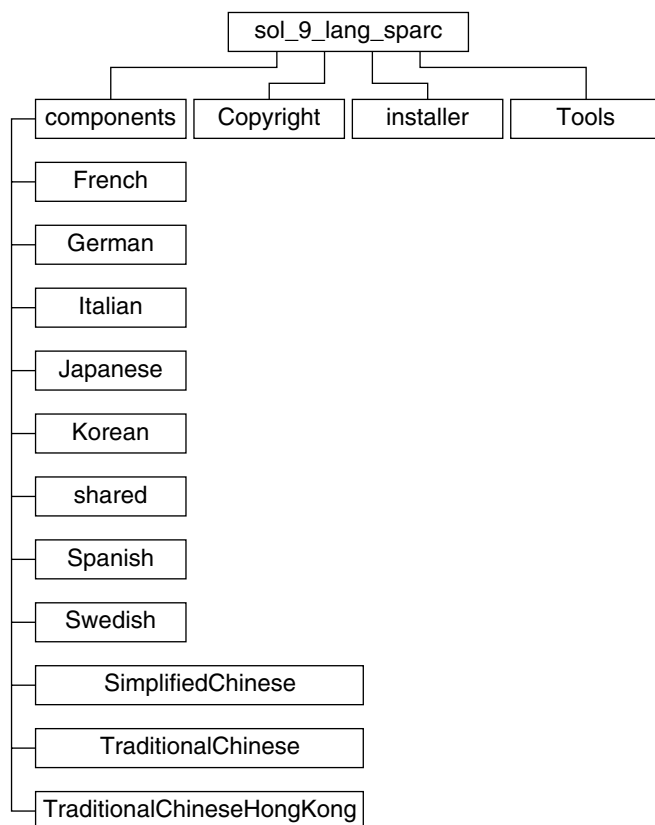 sol_9_lang_sparc
components
Copyright
installer
Tools
French
German
Italian
Japanese
Korean
shared
Spanish
Swedish
SimplifiedChinese
TraditionalChinese
TraditionalChineseHongKong